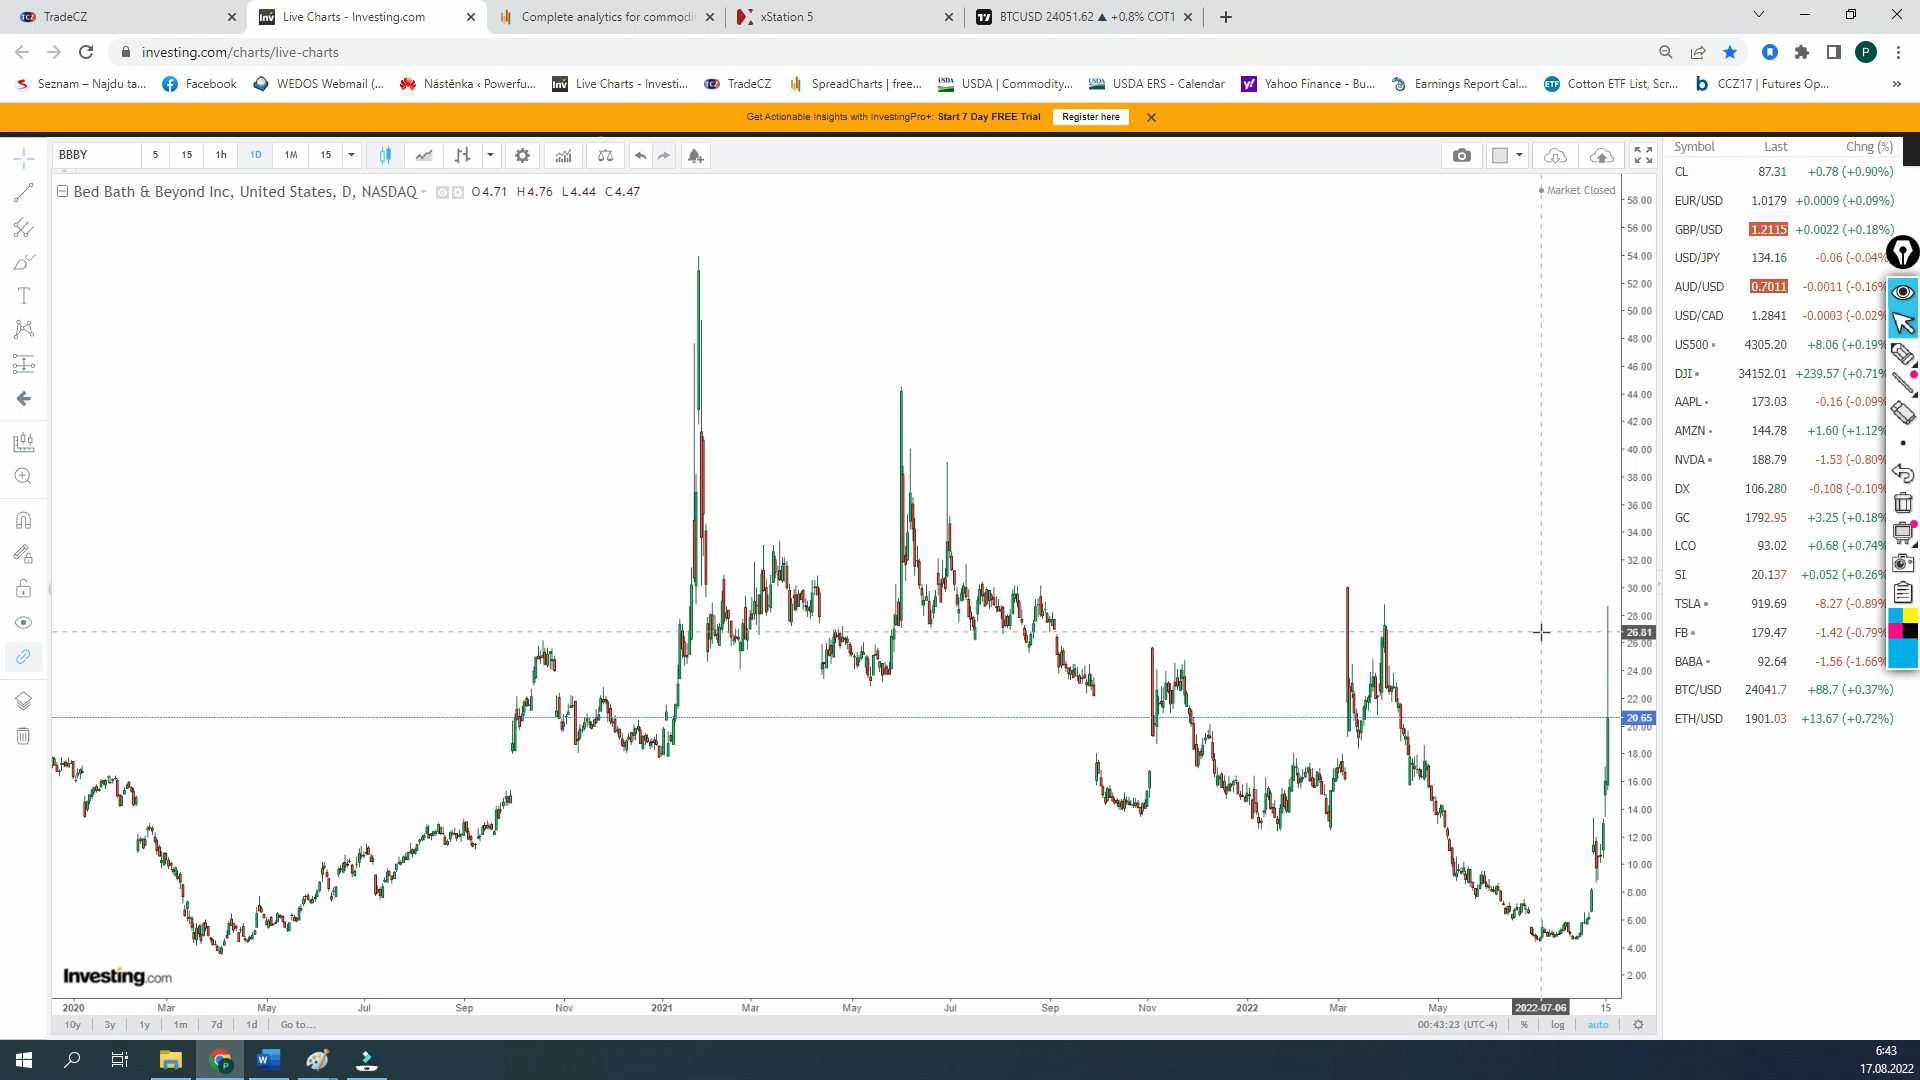 TradeCZ
Live Charts - Investing.com
Complete analytics for commodi
xStation 5
BTCUSD 24051.62 ▲ +0.8% COT1
investing.com/charts/live-charts
P
Seznam – Najdu ta...
Facebook
WEDOS Webmail (...
Nástěnka ‹ Powerfu...
Live Charts - Investi...
TradeCZ
SpreadCharts | free...
USDA | Commodity...
USDA ERS - Calendar
Yahoo Finance - Bu...
Earnings Report Cal...
Cotton ETF List, Scr...
CCZ17 | Futures Op...
»
Get Actionable Insights with InvestingPro+: Start 7 Day FREE Trial
Register here
BBBY
5
15
1h
1D
1M
15
Bed Bath & Beyond Inc, United States, D, NASDAQ
O4.71 H4.76 L4.44 C4.47
Market Closed
58.00
56.00
54.00
52.00
50.00
48.00
46.00
44.00
42.00
40.00
38.00
36.00
34.00
32.00
30.00
28.00
26.81
26.00
24.00
22.00
20.65
20.00
18.00
16.00
14.00
12.00
10.00
8.00
6.00
4.00
2.00
Investing.com
2020 Mar May Jul Sep Nov 2021 Mar May Jul Sep Nov 2022 Mar May 2022-07-06 15
10y 3y 1y 1m 7d 1d Go to...
00:43:23 (UTC-4) % log auto
Symbol Last Chng (%)
CL 87.31 +0.78 (+0.90%)
EUR/USD 1.0179 +0.0009 (+0.09%)
GBP/USD 1.2115 +0.0022 (+0.18%)
USD/JPY 134.16 -0.06 (-0.04%
AUD/USD 0.7011 -0.0011 (-0.16%
USD/CAD 1.2841 -0.0003 (-0.02%
US500 4305.20 +8.06 (+0.19%
DJI 34152.01 +239.57 (+0.71%
AAPL 173.03 -0.16 (-0.09%
AMZN 144.78 +1.60 (+1.12%
NVDA 188.79 -1.53 (-0.80%
DX 106.280 -0.108 (-0.10%
GC 1792.95 +3.25 (+0.18%
LCO 93.02 +0.68 (+0.74%
SI 20.137 +0.052 (+0.26%
TSLA 919.69 -8.27 (-0.89%
FB 179.47 -1.42 (-0.79%
BABA 92.64 -1.56 (-1.66%
BTC/USD 24041.7 +88.7 (+0.37%)
ETH/USD 1901.03 +13.67 (+0.72%)
6:43
17.08.2022